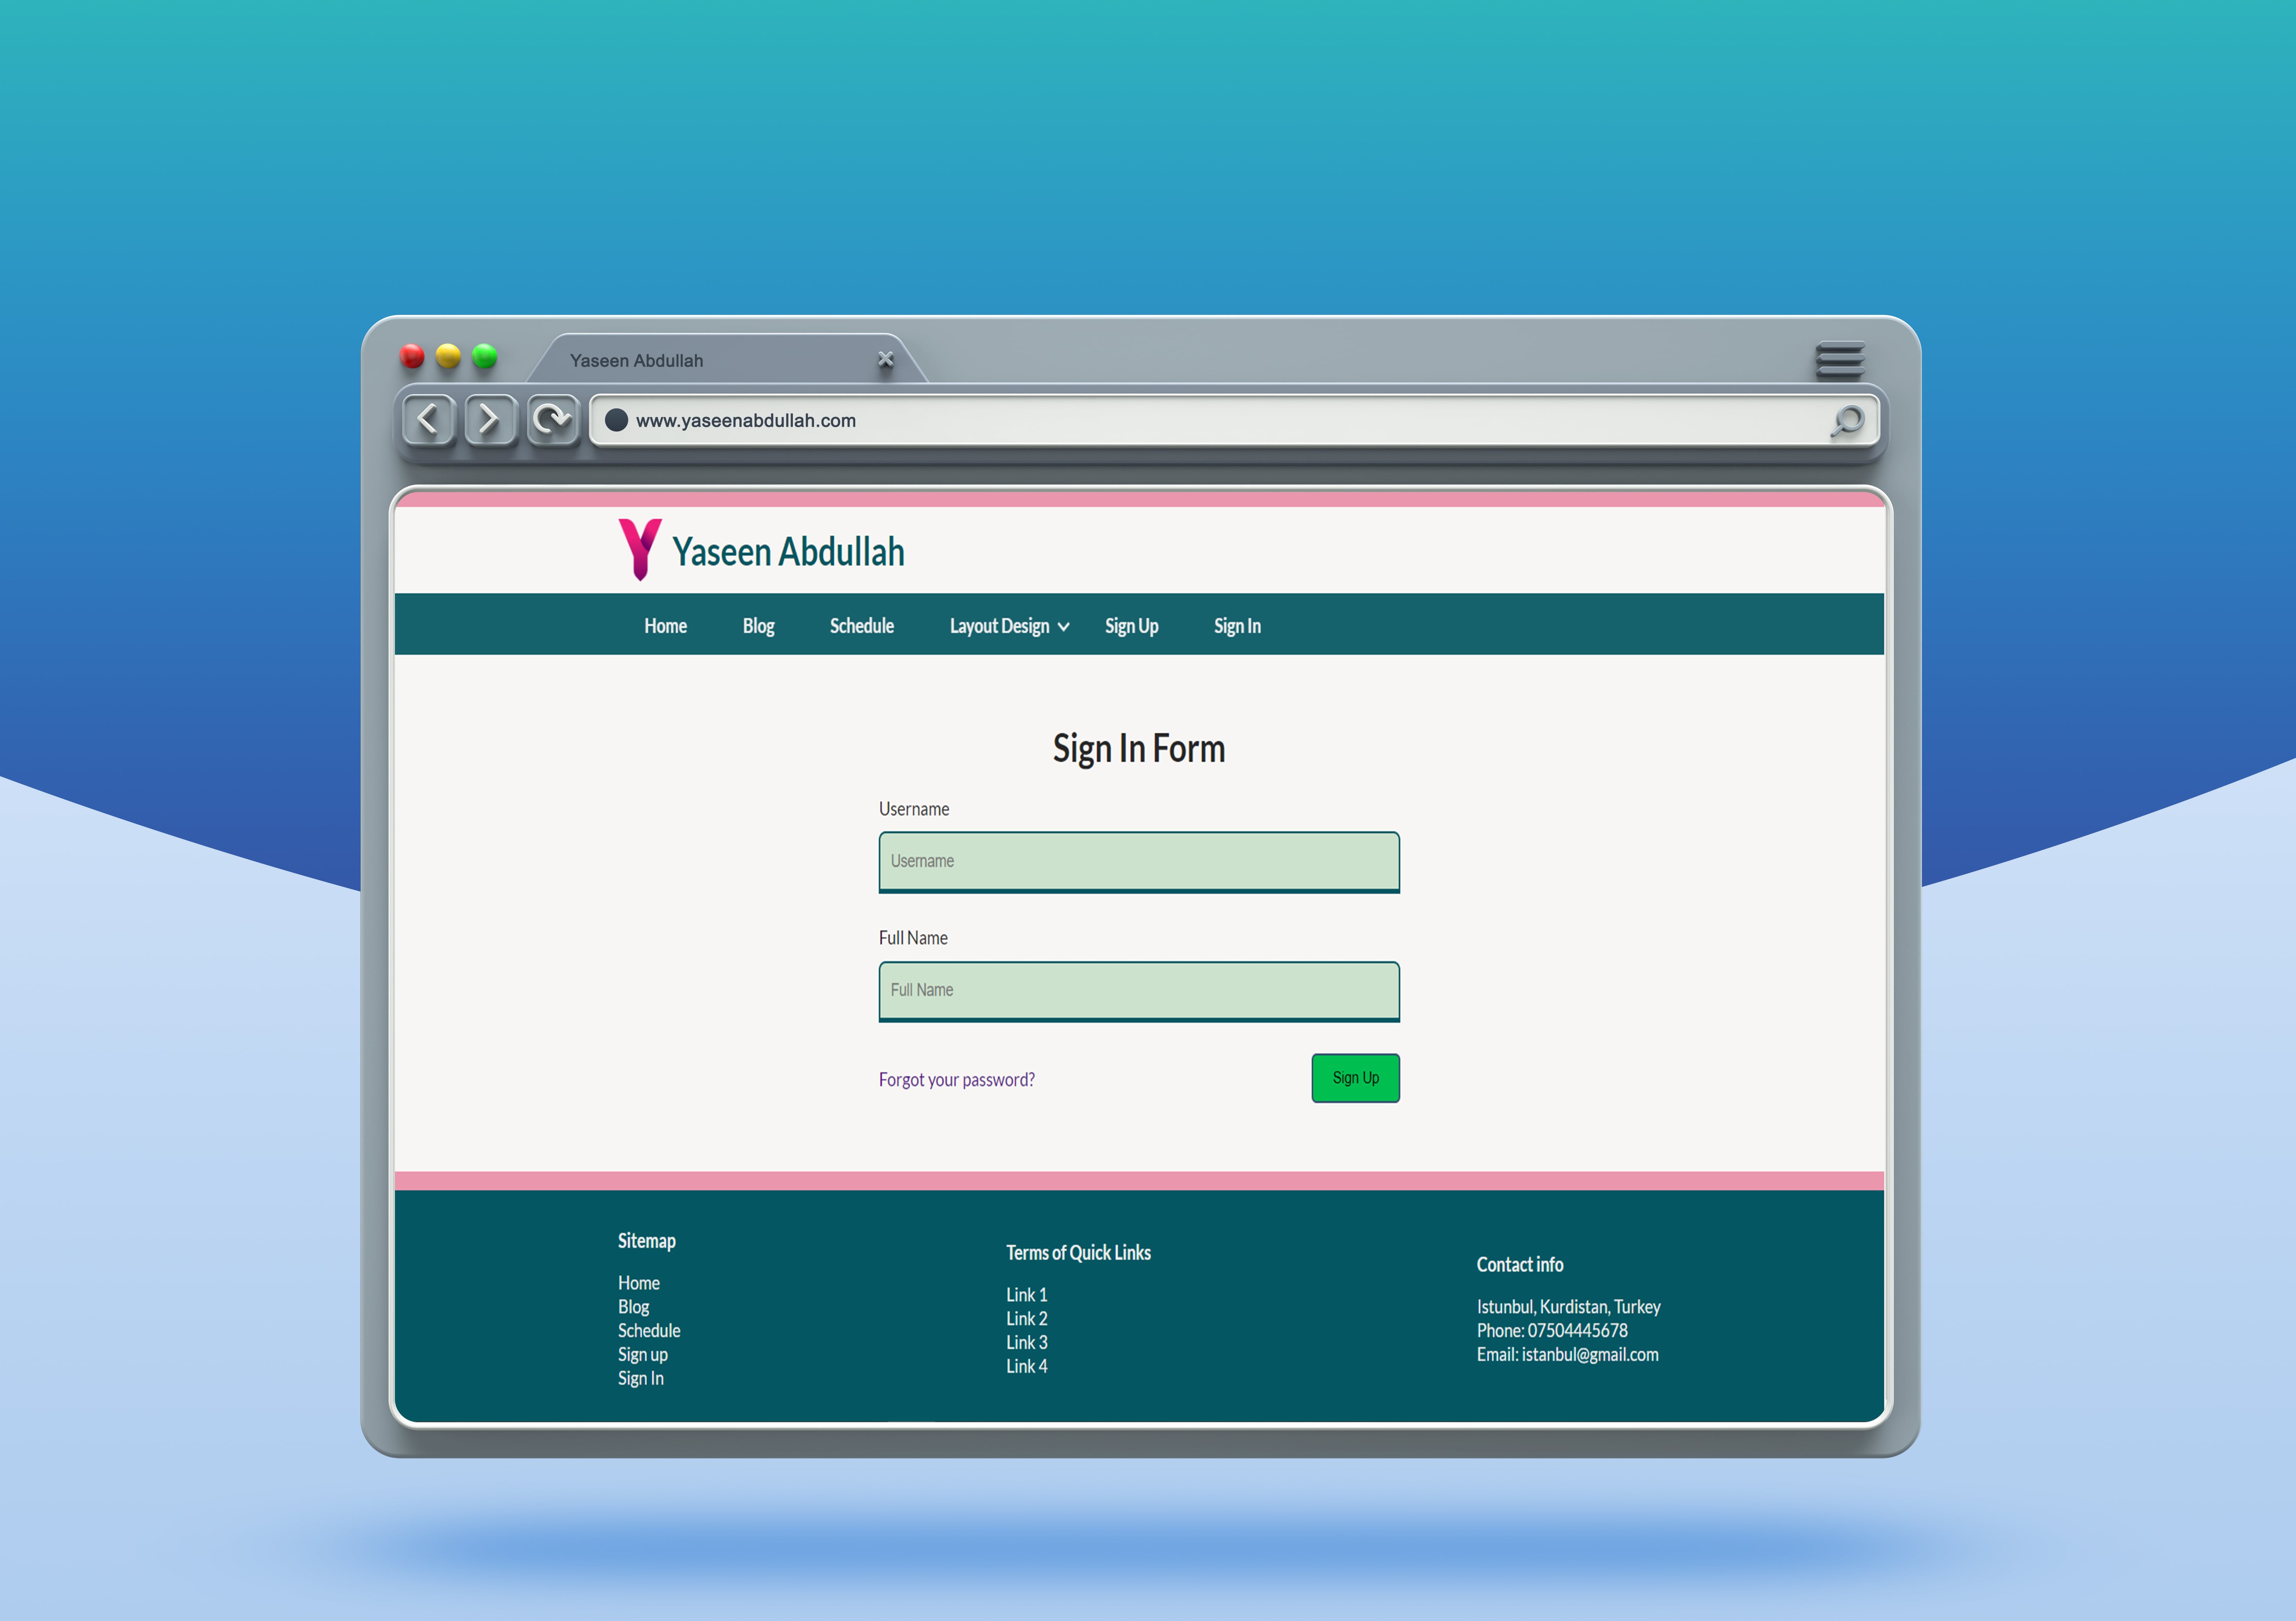 Yaseen Abdullah
www.yaseenabdullah.com
Yaseen Abdullah
Home Blog Schedule Layout Design Sign Up Sign In
Sign In Form
Username
Username
Full Name
Full Name
Forgot your password? Sign Up
Sitemap
Home
Blog
Schedule
Sign up
Sign In
Terms of Quick Links
Link 1
Link 2
Link 3
Link 4
Contact info
Istunbul, Kurdistan, Turkey
Phone: 07504445678
Email: istanbul@gmail.com